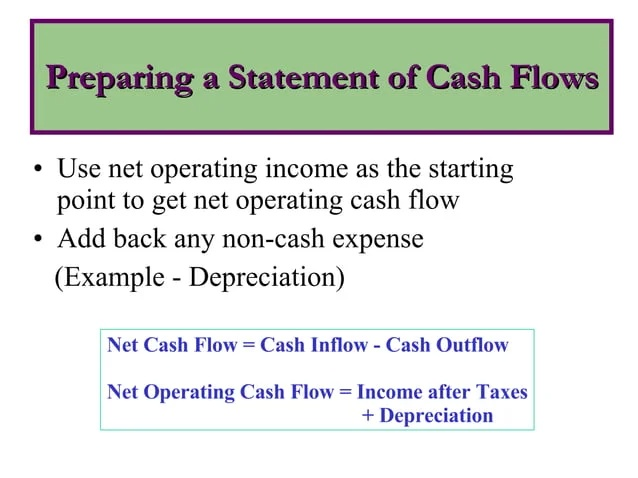 Preparing a Statement of Cash Flows
• Use net operating income as the starting
point to get net operating cash flow
• Add back any non-cash expense
(Example - Depreciation)
Net Cash Flow = Cash Inflow - Cash Outflow
Net Operating Cash Flow = Income after Taxes
+ Depreciation